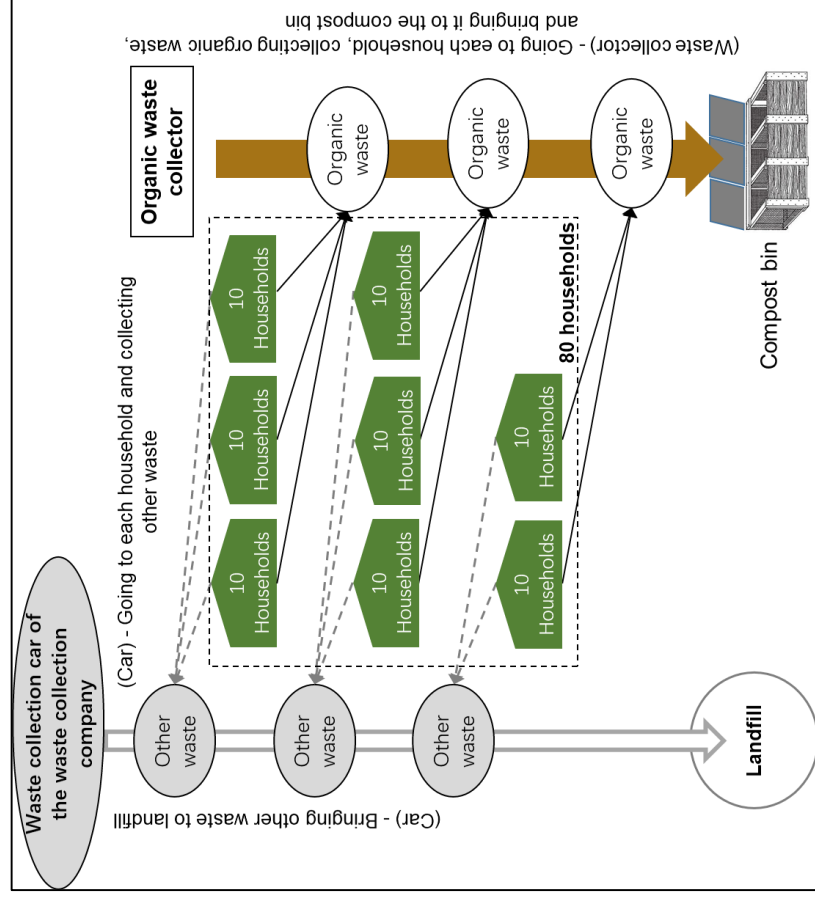 Waste collection car of
the waste collection
company
(Car) - Going to each household and collecting
other waste
Organic waste
collector
(Waste collector) - Going to each household, collecting organic waste,
and bringing it to the compost bin
Other
waste
10
Households
10
Households
10
Households
Organic
waste
Other
waste
10
Households
10
Households
10
Households
Organic
waste
Other
waste
10
Households
10
Households
80 households
Organic
waste
(Car) - Bringing other waste to landfill
Landfill
Compost bin